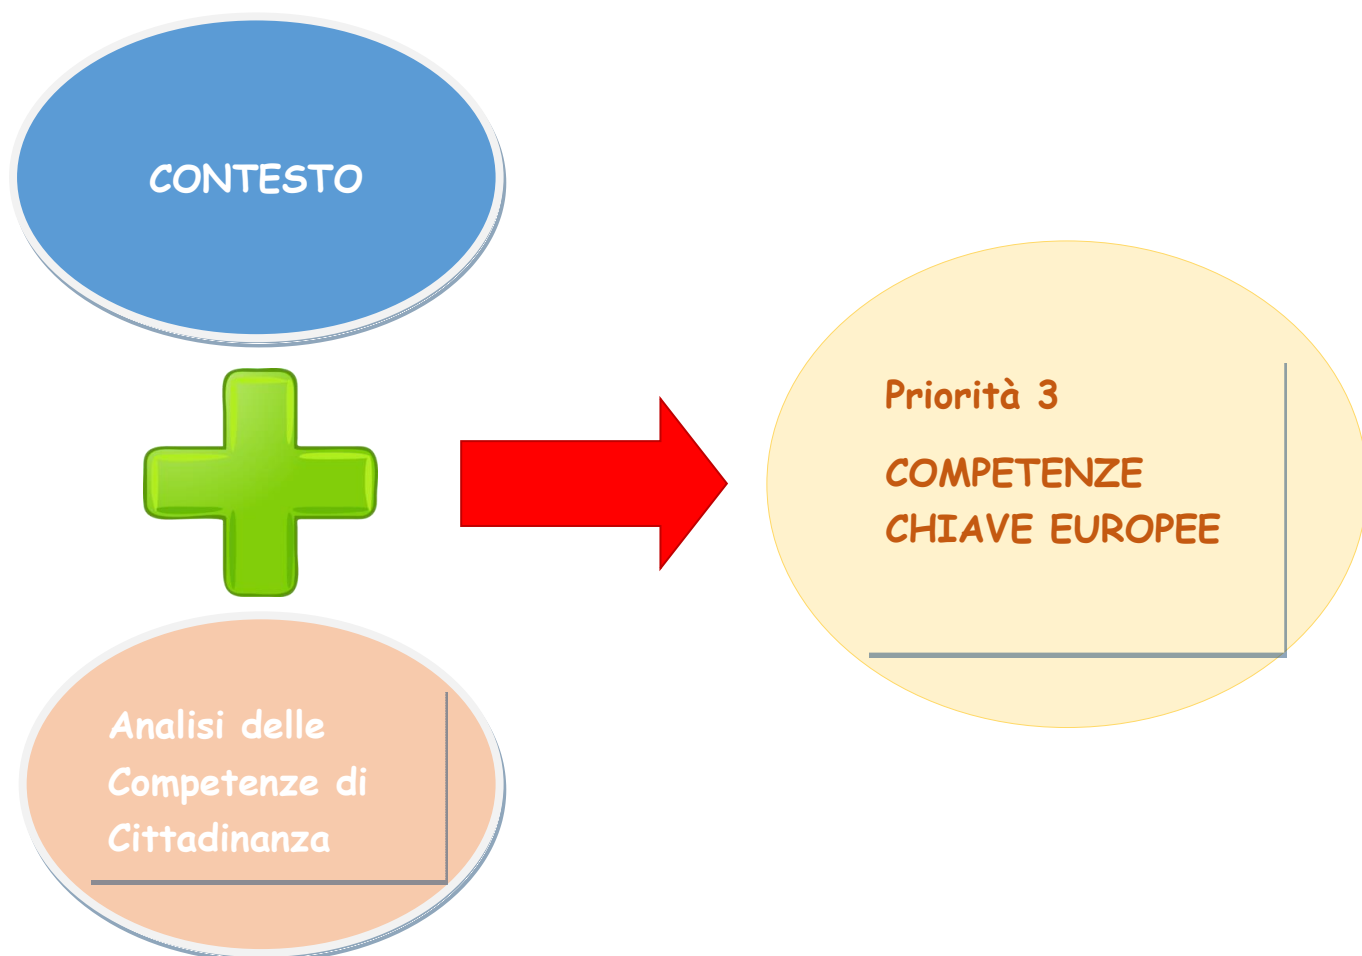 CONTESTO
Analisi delle
Competenze di
Cittadinanza
Priorità 3
COMPETENZE
CHIAVE EUROPEE